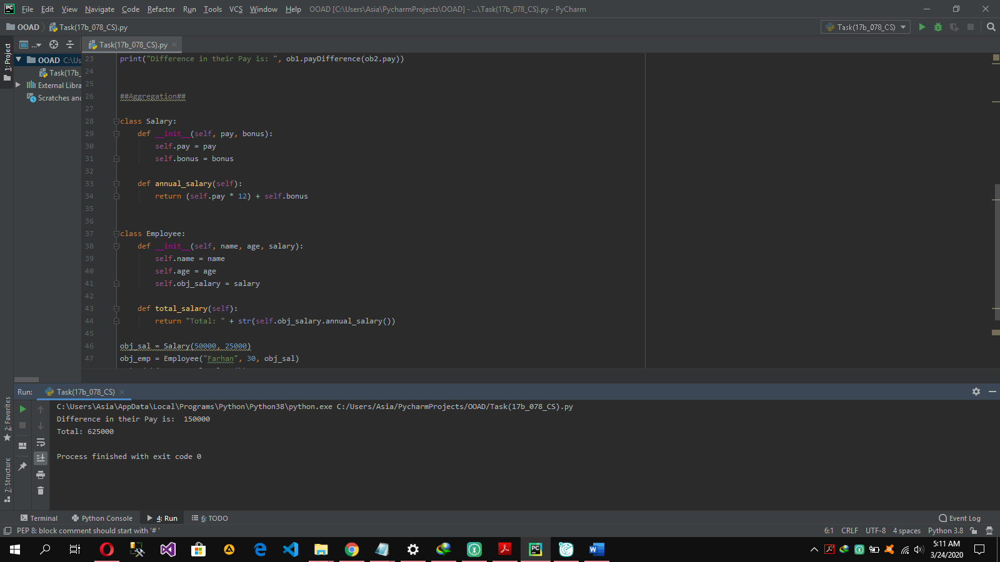 File Edit View Navigate Code Refactor Run Tools VCS Window Help OOAD [C:\Users\Asia\PycharmProjects\OOAD] - ...\Task(17b_078_CS).py - PyCharm
OOAD Task(17b_078_CS).py Task(17b_078_CS)
1: Project
... Task(17b_078_CS).py
OOAD C:\Us
Task(17b_
External Libra
Scratches and
23 print("Difference in their Pay is: ", ob1.payDifference(ob2.pay))
24
25
26 ##Aggregation##
27
28 class Salary:
29 def __init__(self, pay, bonus):
30 self.pay = pay
31 self.bonus = bonus
32
33 def annual_salary(self):
34 return (self.pay * 12) + self.bonus
35
36
37 class Employee:
38 def __init__(self, name, age, salary):
39 self.name = name
40 self.age = age
41 self.obj_salary = salary
42
43 def total_salary(self):
44 return "Total: " + str(self.obj_salary.annual_salary())
45
46 obj_sal = Salary(50000, 25000)
47 obj_emp = Employee("Farhan", 30, obj_sal)
2: Favorites
7: Structure
Run: Task(17b_078_CS)
C:\Users\Asia\AppData\Local\Programs\Python\Python38\python.exe C:/Users/Asia/PycharmProjects/OOAD/Task(17b_078_CS).py
Difference in their Pay is:  150000
Total: 625000
Process finished with exit code 0
Terminal Python Console 4: Run 6: TODO Event Log
PEP 8: block comment should start with '# ' 6:1 CRLF UTF-8 4 spaces Python 3.8
5:11 AM
3/24/2020